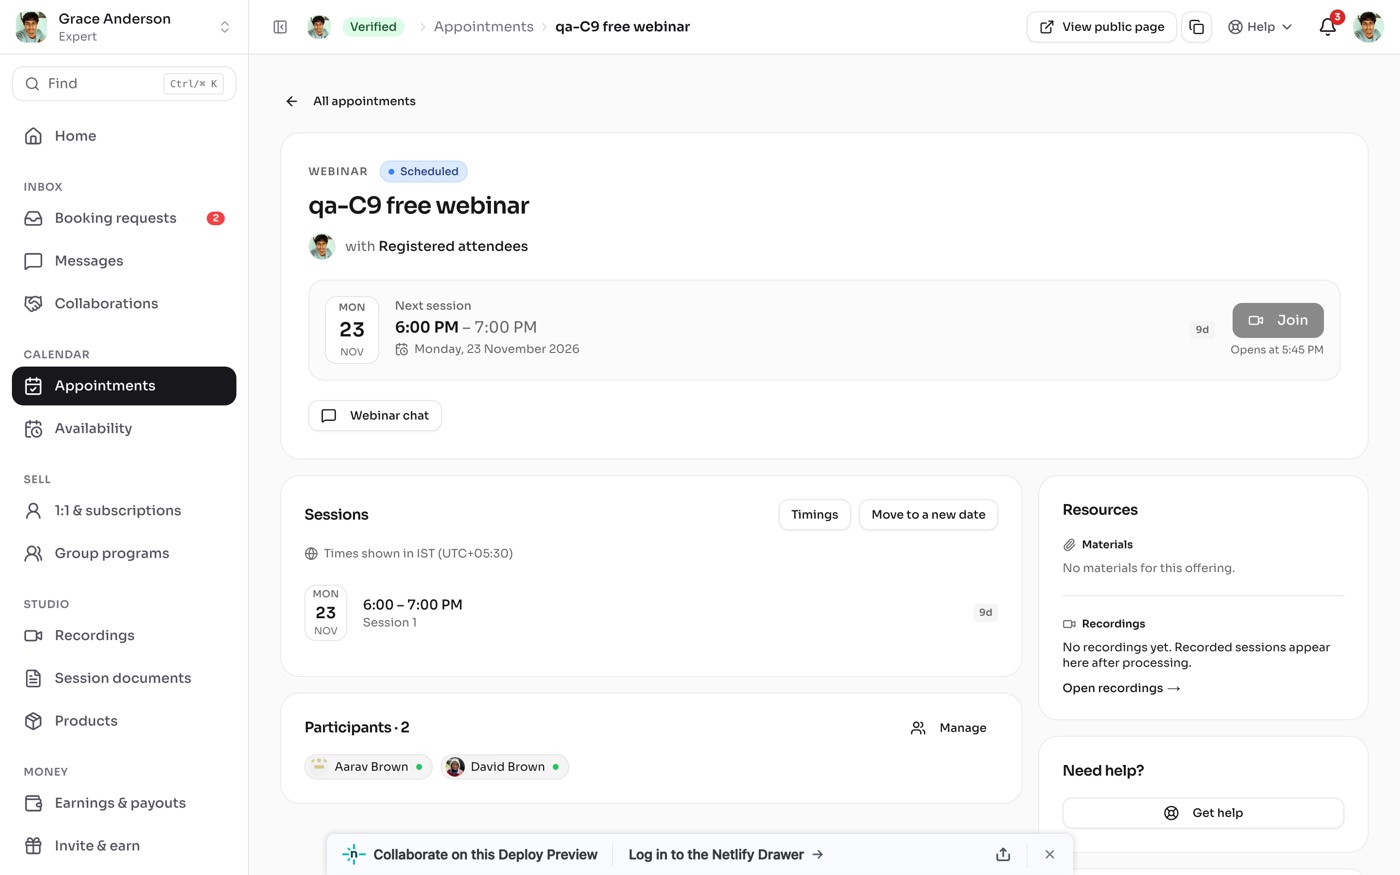 Grace Anderson
Expert
Find
Ctrl/⌘ K
Home
INBOX
Booking requests
2
Messages
Collaborations
CALENDAR
Appointments
Availability
SELL
1:1 & subscriptions
Group programs
STUDIO
Recordings
Session documents
Products
MONEY
Earnings & payouts
Invite & earn
Verified
Appointments
qa-C9 free webinar
View public page
Help
3
All appointments
WEBINAR
Scheduled
qa-C9 free webinar
with Registered attendees
MON
23
NOV
Next session
6:00 PM – 7:00 PM
Monday, 23 November 2026
9d
Join
Opens at 5:45 PM
Webinar chat
Sessions
Timings
Move to a new date
Times shown in IST (UTC+05:30)
MON
23
NOV
6:00 – 7:00 PM
Session 1
9d
Participants · 2
Manage
Aarav Brown
David Brown
Resources
Materials
No materials for this offering.
Recordings
No recordings yet. Recorded sessions appear
here after processing.
Open recordings →
Need help?
Get help
Collaborate on this Deploy Preview
Log in to the Netlify Drawer →